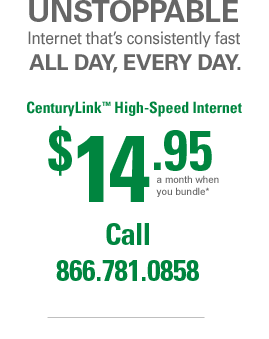 UNSTOPPABLE
Internet that's consistently fast
ALL DAY, EVERY DAY.
CenturyLink™ High-Speed Internet
$14.95
a month when
you bundle*
Call
866.781.0858